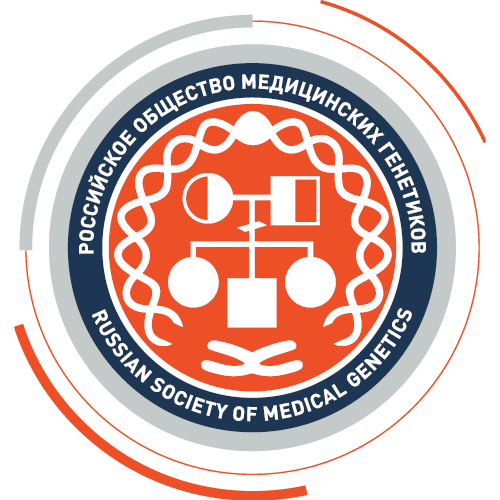 РОССИЙСКОЕ ОБЩЕСТВО МЕДИЦИНСКИХ ГЕНЕТИКОВ
RUSSIAN SOCIETY OF MEDICAL GENETICS